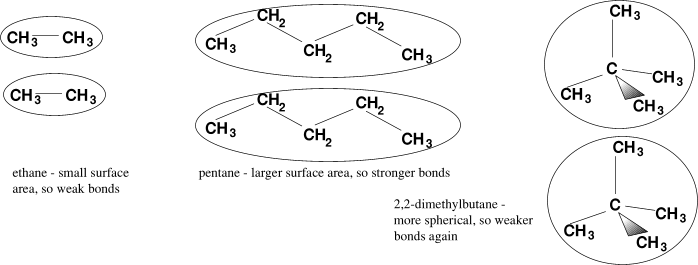 CH3 CH3
CH3 CH3
ethane - small surface
area, so weak bonds
CH3 CH2 CH2 CH2 CH3
CH3 CH2 CH2 CH2 CH3
pentane - larger surface area, so stronger bonds
CH3
C
CH3 CH3
CH3
CH3
C
CH3 CH3
CH3
2,2-dimethylbutane -
more spherical, so weaker
bonds again